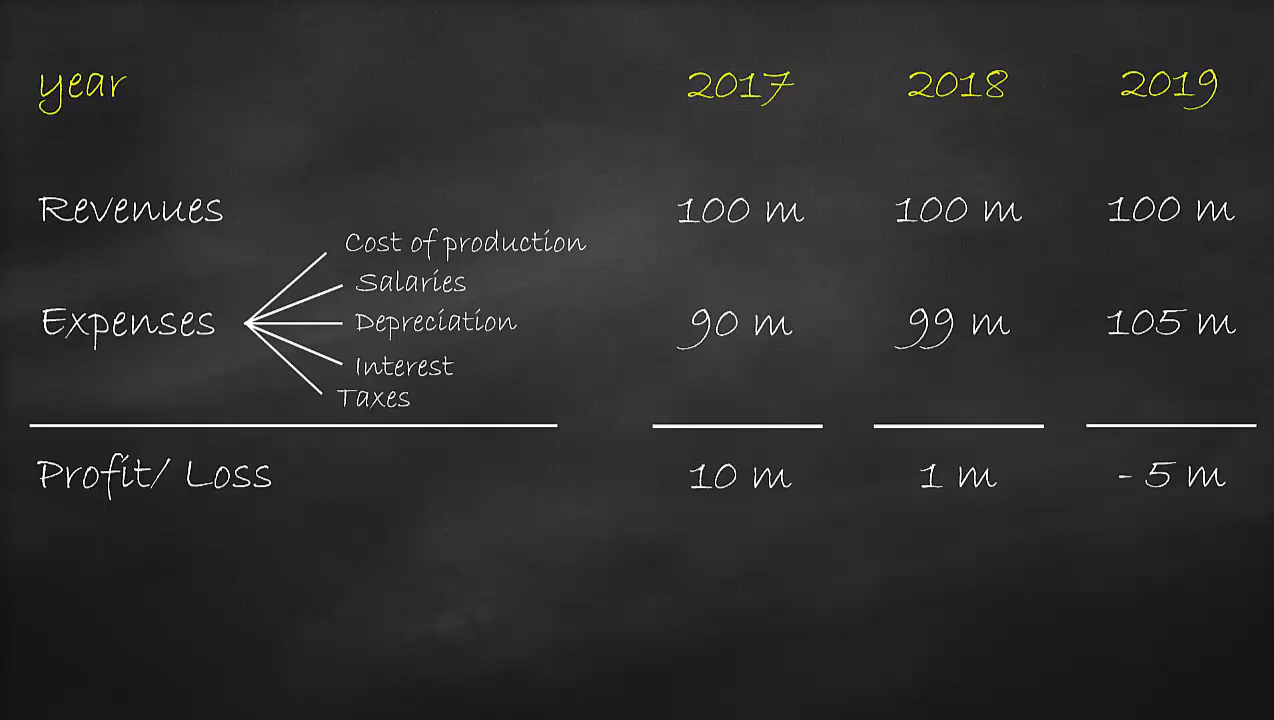 year 2017 2018 2019
Revenues 100 m 100 m 100 m
Cost of production
Salaries
Expenses Depreciation 90 m 99 m 105 m
Interest
Taxes
Profit/ Loss 10 m 1 m - 5 m